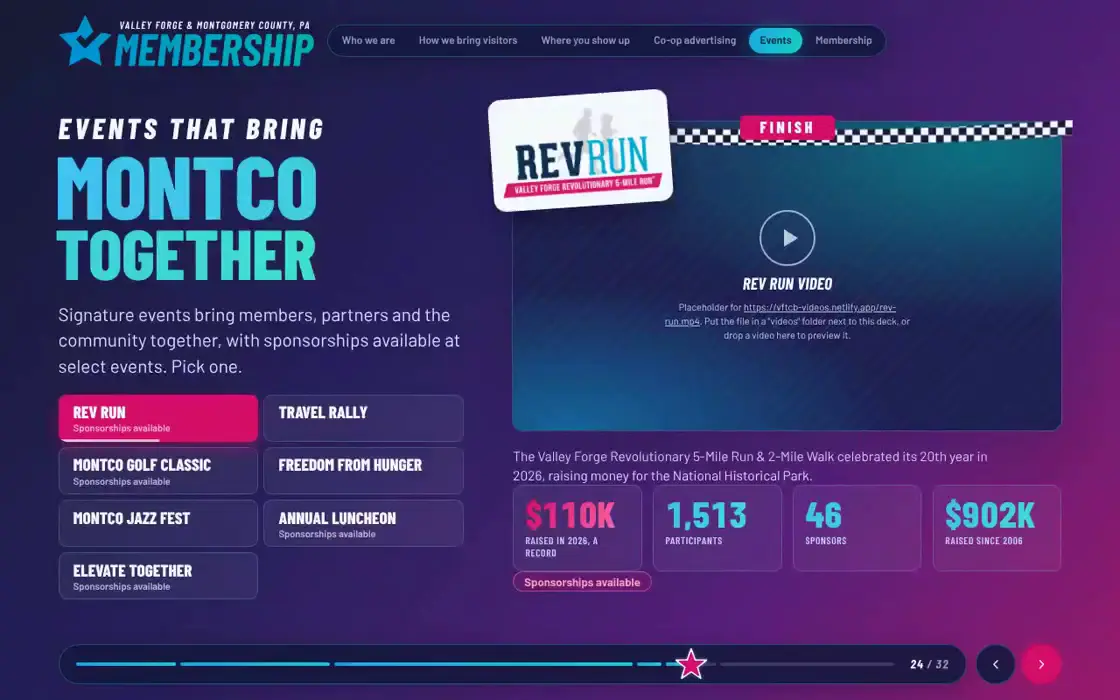 VALLEY FORGE & MONTGOMERY COUNTY, PA
MEMBERSHIP
Who we are
How we bring visitors
Where you show up
Co-op advertising
Events
Membership
EVENTS THAT BRING
MONTCO
TOGETHER
Signature events bring members, partners and the
community together, with sponsorships available at
select events. Pick one.
REV RUN
Sponsorships available
TRAVEL RALLY
MONTCO GOLF CLASSIC
Sponsorships available
FREEDOM FROM HUNGER
MONTCO JAZZ FEST
ANNUAL LUNCHEON
Sponsorships available
ELEVATE TOGETHER
Sponsorships available
REVRUN
VALLEY FORGE REVOLUTIONARY 5-MILE RUN
FINISH
REV RUN VIDEO
Placeholder for https://vftcb-videos.netlify.app/rev-
run.mp4. Put the file in a "videos" folder next to this deck, or
drop a video here to preview it.
The Valley Forge Revolutionary 5-Mile Run & 2-Mile Walk celebrated its 20th year in
2026, raising money for the National Historical Park.
$110K
RAISED IN 2026, A
RECORD
1,513
PARTICIPANTS
46
SPONSORS
$902K
RAISED SINCE 2006
Sponsorships available
24 / 32